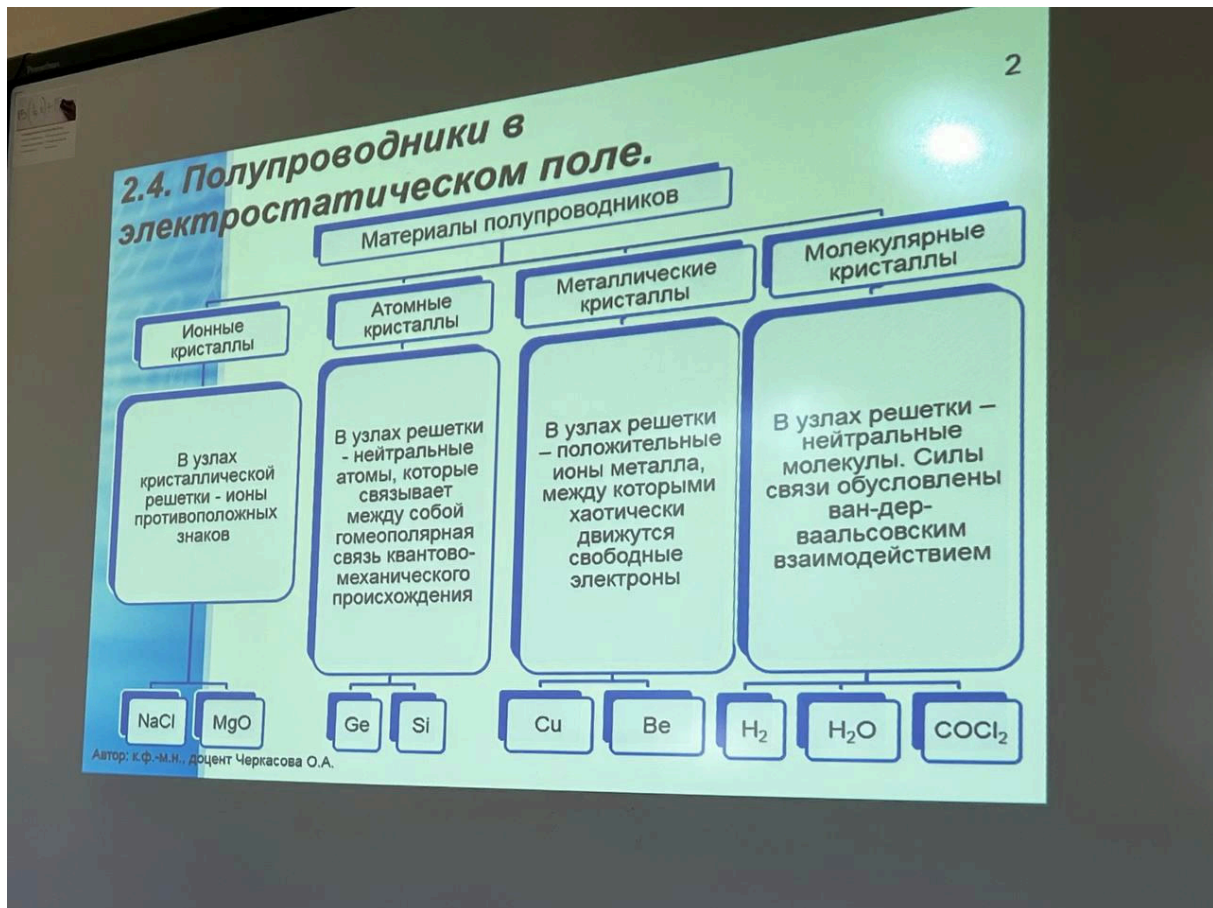 2
2.4. Полупроводники в
электростатическом поле.
Материалы полупроводников
Ионные
кристаллы
Атомные
кристаллы
Металлические
кристаллы
Молекулярные
кристаллы
В узлах
кристаллической
решетки - ионы
противоположных
знаков
В узлах решетки
- нейтральные
атомы, которые
связывает
между собой
гомеополярная
связь квантово-
механического
происхождения
В узлах решетки
– положительные
ионы металла,
между которыми
хаотически
движутся
свободные
электроны
В узлах решетки –
нейтральные
молекулы. Силы
связи обусловлены
ван-дер-
ваальсовским
взаимодействием
NaCl
MgO
Ge
Si
Cu
Be
H₂
H₂O
COCl₂
Автор: к.ф.-м.н., доцент Черкасова О.А.